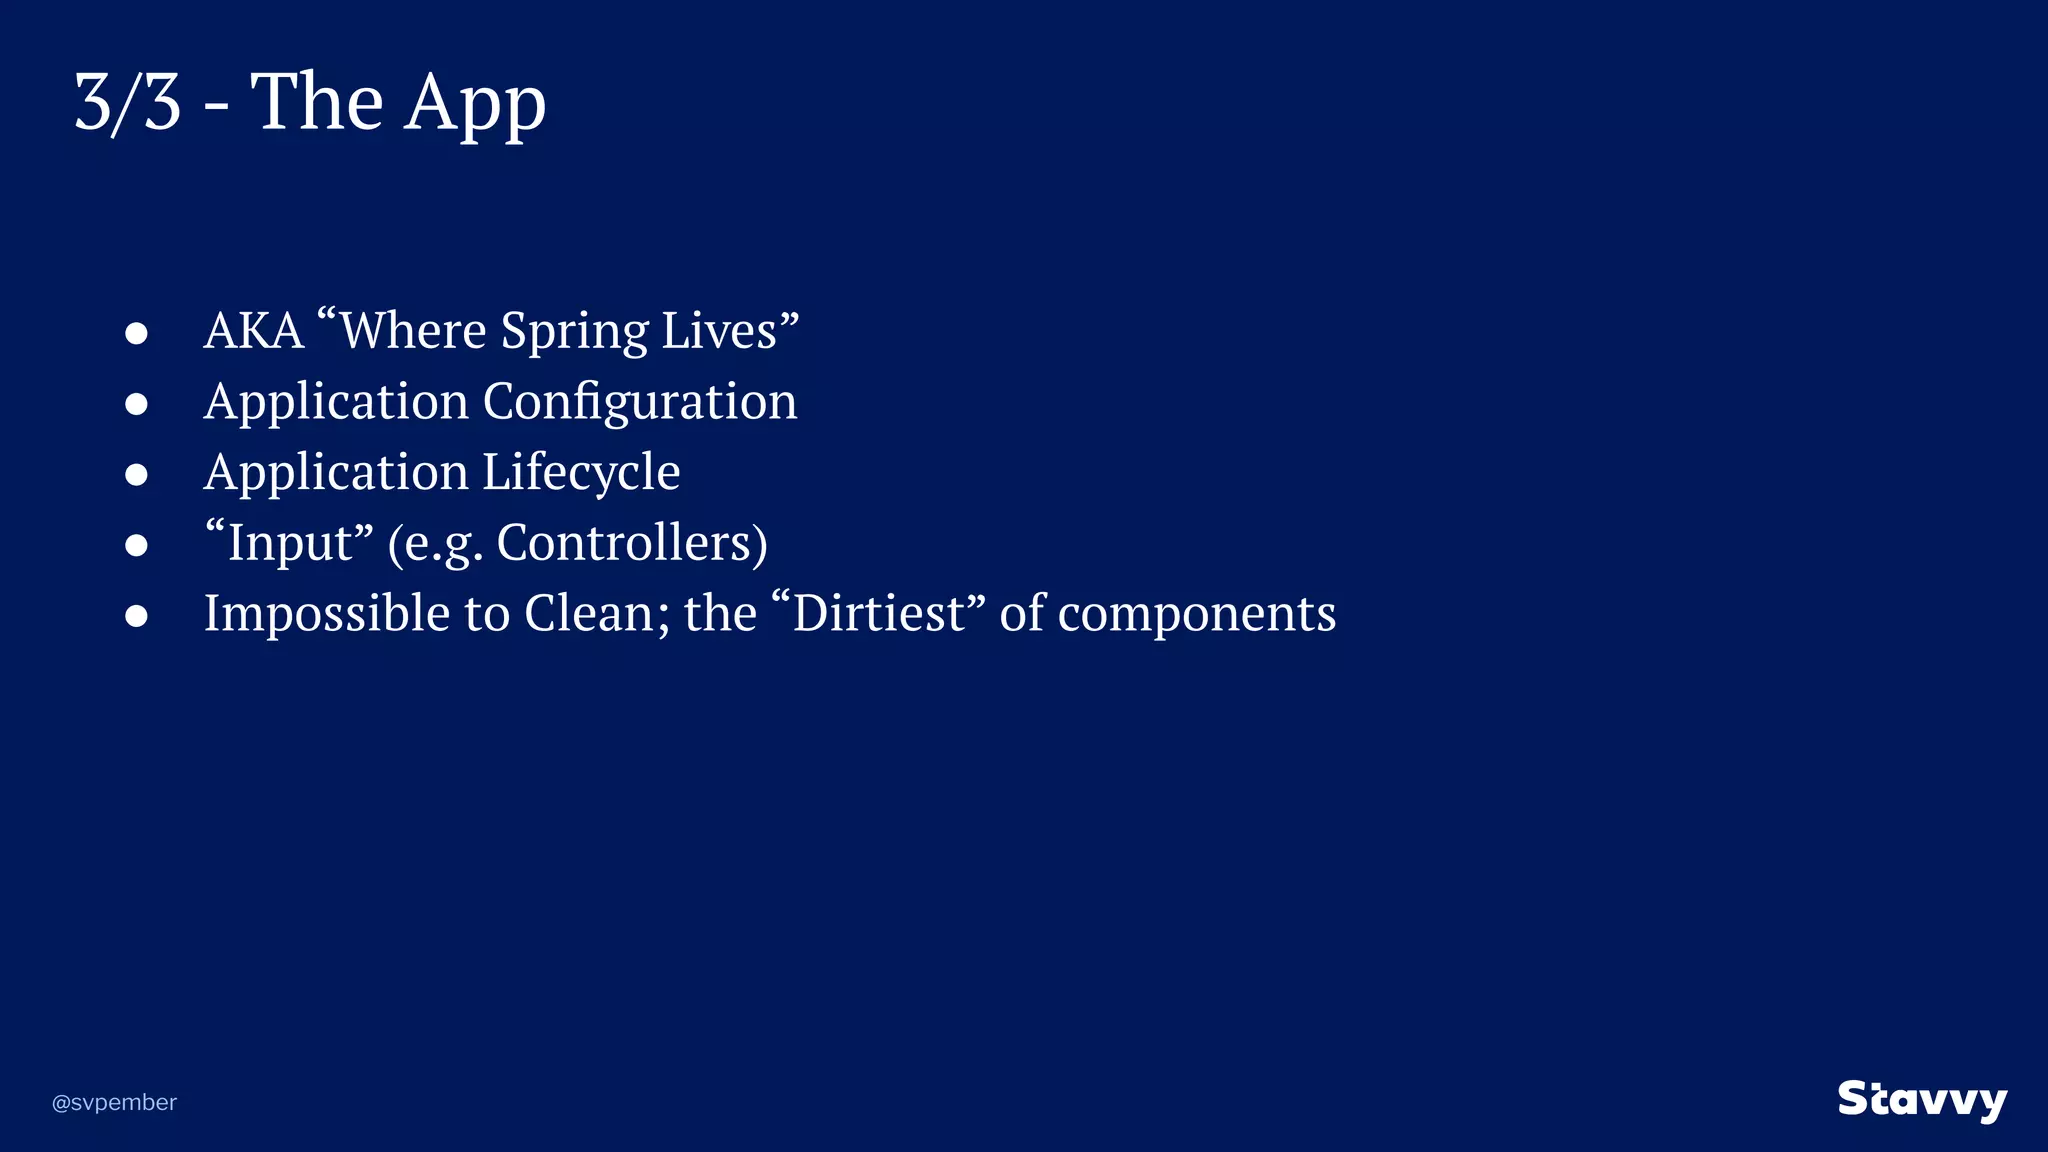 3/3 - The App
● AKA “Where Spring Lives”
● Application Configuration
● Application Lifecycle
● “Input” (e.g. Controllers)
● Impossible to Clean; the “Dirtiest” of components
@svpember
Stavvy